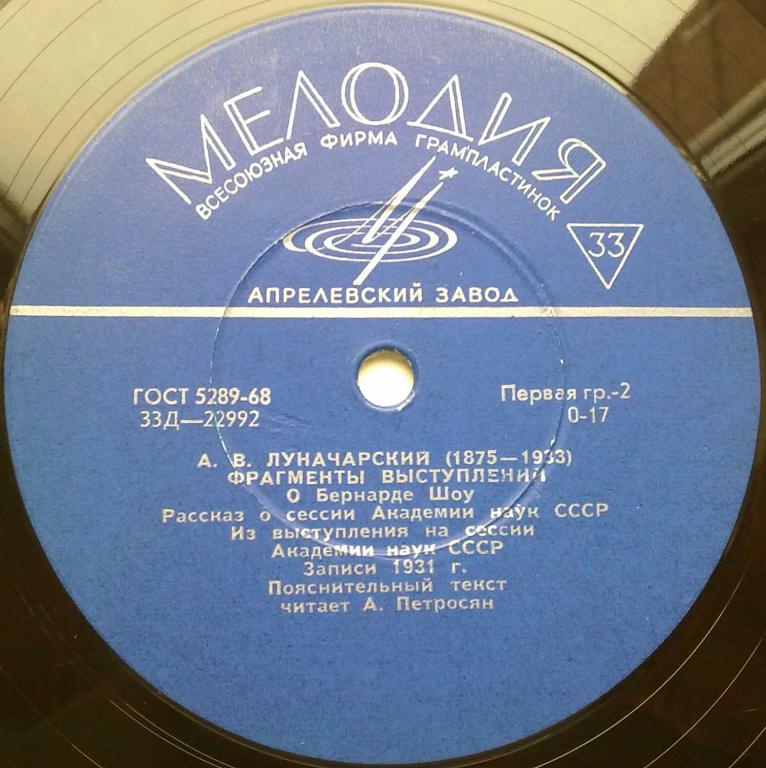 МЕЛОДИЯ
ВСЕСОЮЗНАЯ ФИРМА ГРАМПЛАСТИНОК
33
АПРЕЛЕВСКИЙ ЗАВОД
ГОСТ 5289-68
Первая гр.-2
33Д—22992
0-17
А. В. ЛУНАЧАРСКИЙ (1875—1933)
ФРАГМЕНТЫ ВЫСТУПЛЕНИЙ
О Бернарде Шоу
Рассказ о сессии Академии наук СССР
Из выступления на сессии
Академии наук СССР
Записи 1931 г.
Пояснительный текст
читает А. Петросян